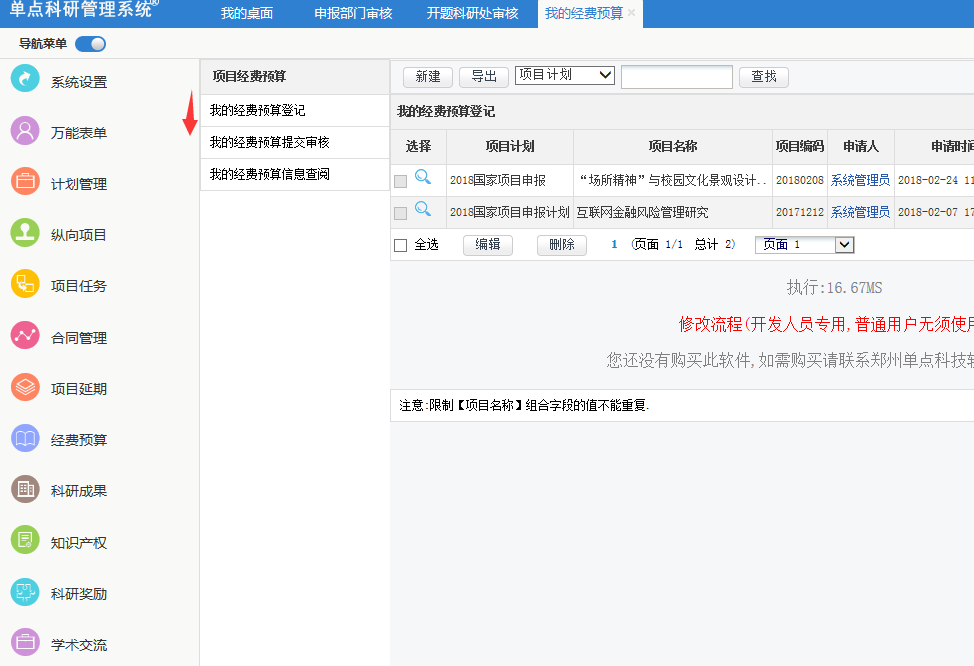 单点科研管理系统®
我的桌面 申报部门审核 开题科研处审核 我的经费预算 ×
导航菜单
系统设置
万能表单
计划管理
纵向项目
项目任务
合同管理
项目延期
经费预算
科研成果
知识产权
科研奖励
学术交流
项目经费预算
我的经费预算登记
我的经费预算提交审核
我的经费预算信息查阅
新建 导出 项目计划 查找
我的经费预算登记
选择 项目计划 项目名称 项目编码 申请人 申请时间
2018国家项目申报 “场所精神”与校园文化景观设计.. 20180208 系统管理员 2018-02-24 11
2018国家项目申报计划 互联网金融风险管理研究 20171212 系统管理员 2018-02-07 17
全选 编辑 删除 1 (页面 1/1 总计 2) 页面 1
执行:16.67MS
修改流程(开发人员专用,普通用户无须使用
您还没有购买此软件,如需购买请联系郑州单点科技软
注意:限制【项目名称】组合字段的值不能重复.